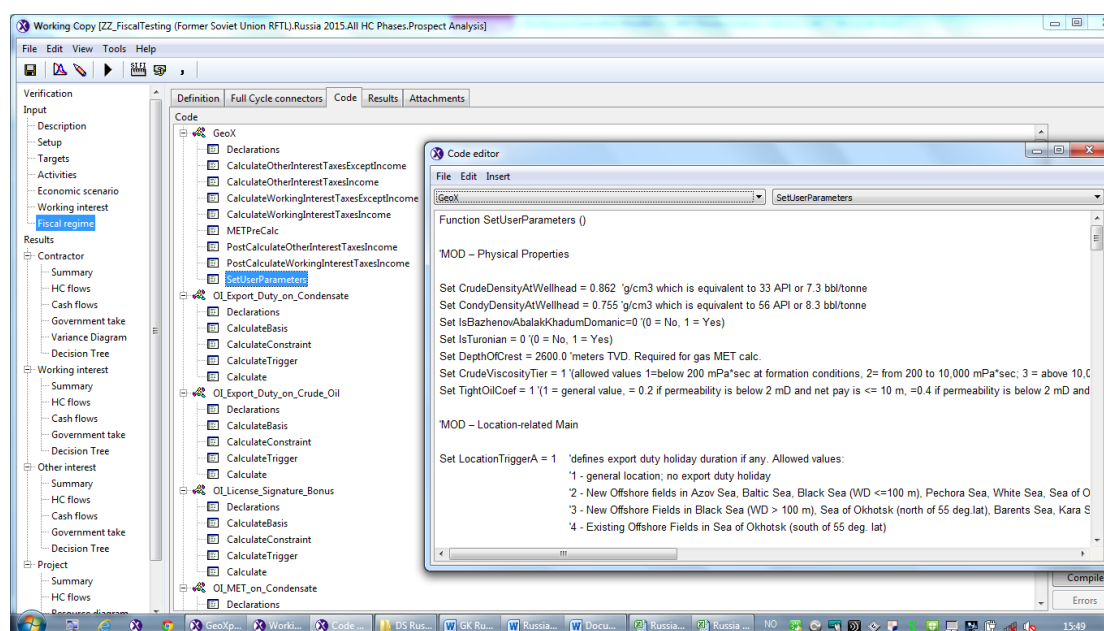 Working Copy [ZZ_FiscalTesting (Former Soviet Union RFTL).Russia 2015.All HC Phases.Prospect Analysis]
File Edit View Tools Help
Verification
Input
Description
Setup
Targets
Activities
Economic scenario
Working interest
Fiscal regime
Results
Contractor
Summary
HC flows
Cash flows
Government take
Variance Diagram
Decision Tree
Working interest
Summary
HC flows
Cash flows
Government take
Decision Tree
Other interest
Summary
HC flows
Cash flows
Government take
Decision Tree
Project
Summary
HC flows
Resource diagram
Definition Full Cycle connectors Code Results Attachments
Code
GeoX
Declarations
CalculateOtherInterestTaxesExceptIncome
CalculateOtherInterestTaxesIncome
CalculateWorkingInterestTaxesExceptIncome
CalculateWorkingInterestTaxesIncome
METPreCalc
PostCalculateOtherInterestTaxesIncome
PostCalculateWorkingInterestTaxesIncome
SetUserParameters
OI_Export_Duty_on_Condensate
Declarations
CalculateBasis
CalculateConstraint
CalculateTrigger
Calculate
OI_Export_Duty_on_Crude_Oil
Declarations
CalculateBasis
CalculateConstraint
CalculateTrigger
Calculate
OI_License_Signature_Bonus
Declarations
CalculateBasis
CalculateConstraint
CalculateTrigger
Calculate
OI_MET_on_Condensate
Declarations
Code editor
File Edit Insert
GeoX SetUserParameters
Function SetUserParameters ()
'MOD – Physical Properties
Set CrudeDensityAtWellhead = 0.862 'g/cm3 which is equivalent to 33 API or 7.3 bbl/tonne
Set CondyDensityAtWellhead = 0.755 'g/cm3 which is equivalent to 56 API or 8.3 bbl/tonne
Set IsBazhenovAbalakKhadumDomanic=0 '(0 = No, 1 = Yes)
Set IsTuronian = 0 '(0 = No, 1 = Yes)
Set DepthOfCrest = 2600.0 'meters TVD. Required for gas MET calc.
Set CrudeViscosityTier = 1 '(allowed values 1=below 200 mPa*sec at formation conditions, 2= from 200 to 10,000 mPa*sec; 3 = above 10,0
Set TightOilCoef = 1 '(1 = general value, = 0.2 if permeability is below 2 mD and net pay is <= 10 m, =0.4 if permeability is below 2 mD and
'MOD – Location-related Main
Set LocationTriggerA = 1 'defines export duty holiday duration if any. Allowed values:
'1 - general location; no export duty holiday
'2 - New Offshore fields in Azov Sea, Baltic Sea, Black Sea (WD <=100 m), Pechora Sea, White Sea, Sea of O
'3 - New Offshore Fields in Black Sea (WD > 100 m), Sea of Okhotsk (north of 55 deg.lat), Barents Sea, Kara S
'4 - Existing Offshore Fields in Sea of Okhotsk (south of 55 deg. lat)
Compile
Errors
GeoXp... Worki... Code ... DS Rus... GK Ru... Russia... Docu... Russia... Russia ... NO 15:49